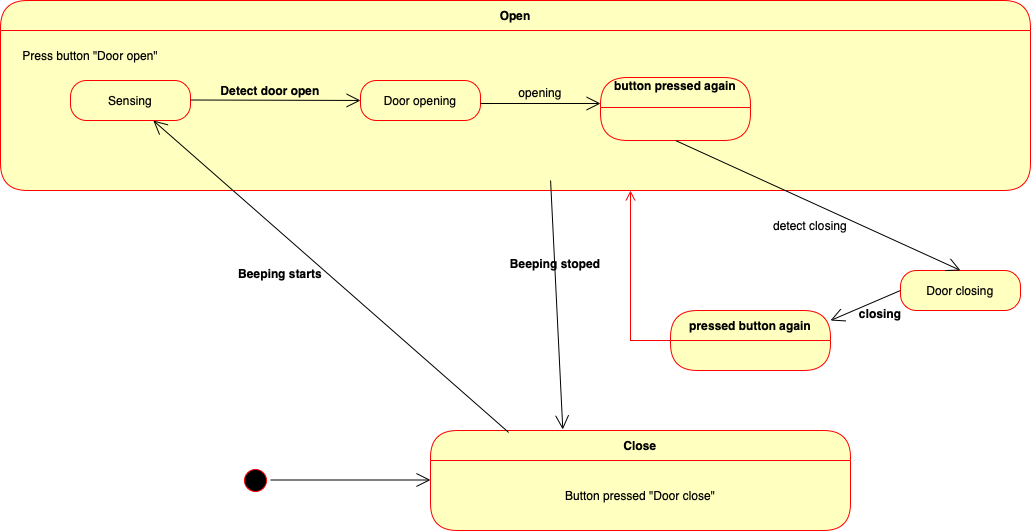 Open
Press button "Door open"
Sensing
Detect door open
Door opening
opening
button pressed again
detect closing
Beeping starts
Beeping stoped
Door closing
closing
pressed button again
Close
Button pressed "Door close"